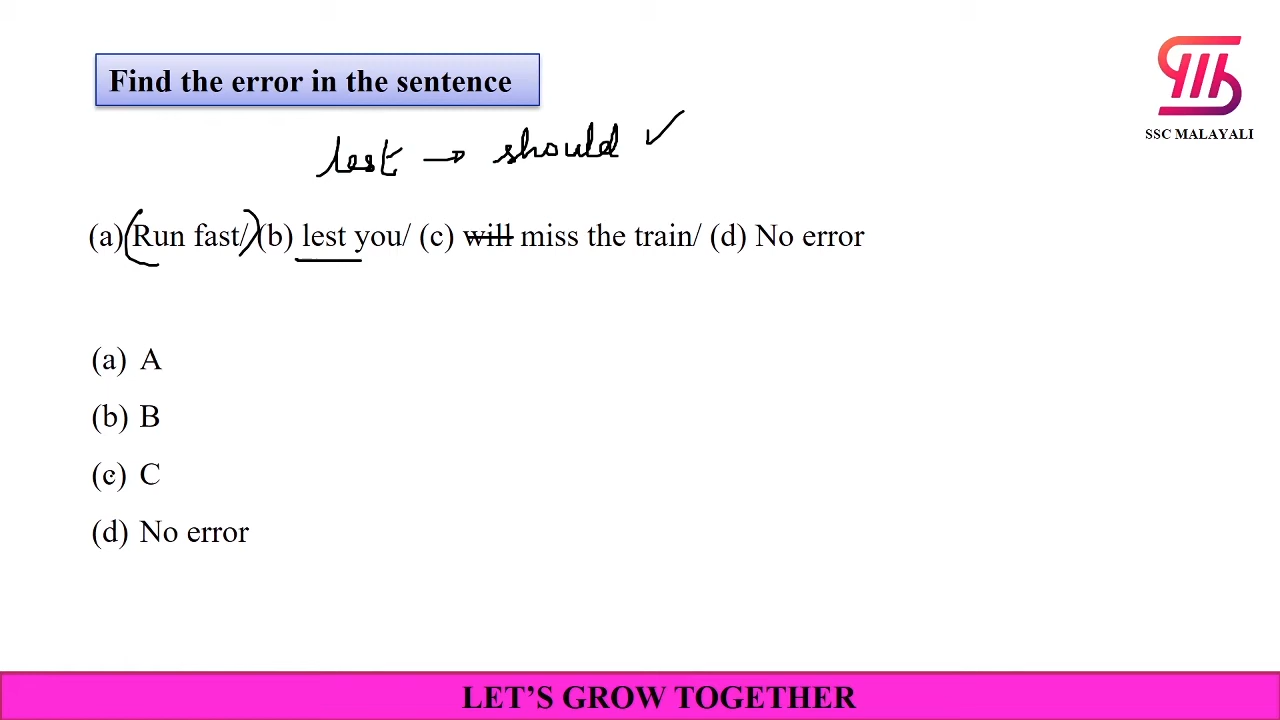 Find the error in the sentence
SSC MALAYALI
lest → should ✓
(a) Run fast/ (b) lest you/ (c) will miss the train/ (d) No error
(a) A
(b) B
(c) C
(d) No error
LET'S GROW TOGETHER